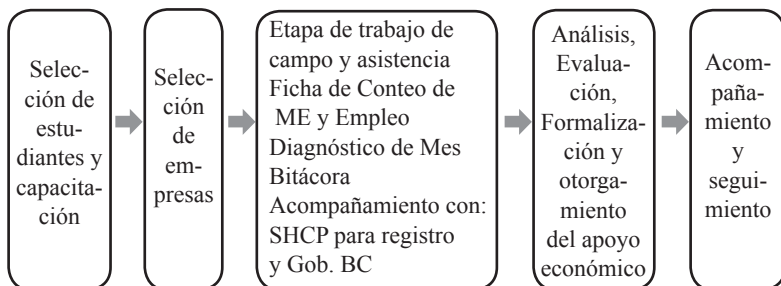 Selec-
ción de
estu-
diantes y
capacita-
ción
Selec-
ción
de
em-
presas
Etapa de trabajo de
campo y asistencia
Ficha de Conteo de
ME y Empleo
Diagnóstico de Mes
Bitácora
Acompañamiento con:
SHCP para registro
y Gob. BC
Análisis,
Evalua-
ción,
Formaliza-
ción y
otorga-
miento
del apoyo
económico
Acom-
paña-
miento
y
segui-
miento